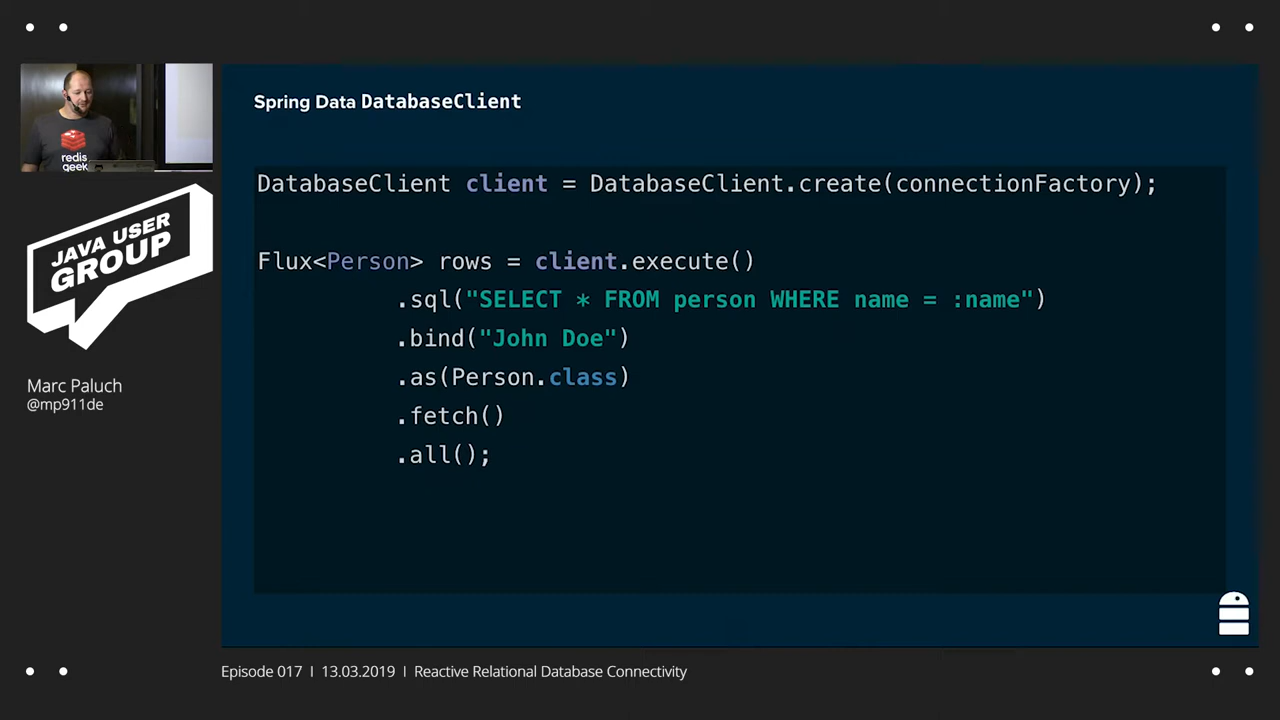 redis
geek
JAVA USER
GROUP
Marc Paluch
@mp911de
Spring Data DatabaseClient
DatabaseClient client = DatabaseClient.create(connectionFactory);
Flux<Person> rows = client.execute()
.sql("SELECT * FROM person WHERE name = :name")
.bind("John Doe")
.as(Person.class)
.fetch()
.all();
Episode 017 | 13.03.2019 | Reactive Relational Database Connectivity